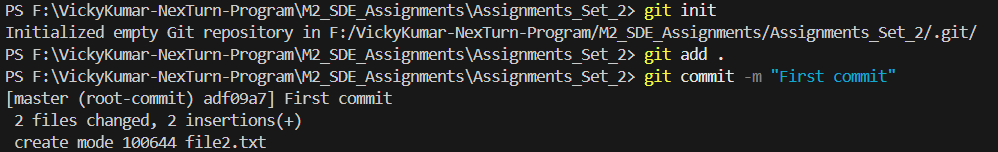 PS F:\VickyKumar-NexTurn-Program\M2_SDE_Assignments\Assignments_Set_2> git init
Initialized empty Git repository in F:/VickyKumar-NexTurn-Program/M2_SDE_Assignments/Assignments_Set_2/.git/
PS F:\VickyKumar-NexTurn-Program\M2_SDE_Assignments\Assignments_Set_2> git add .
PS F:\VickyKumar-NexTurn-Program\M2_SDE_Assignments\Assignments_Set_2> git commit -m "First commit"
[master (root-commit) adf09a7] First commit
 2 files changed, 2 insertions(+)
 create mode 100644 file2.txt